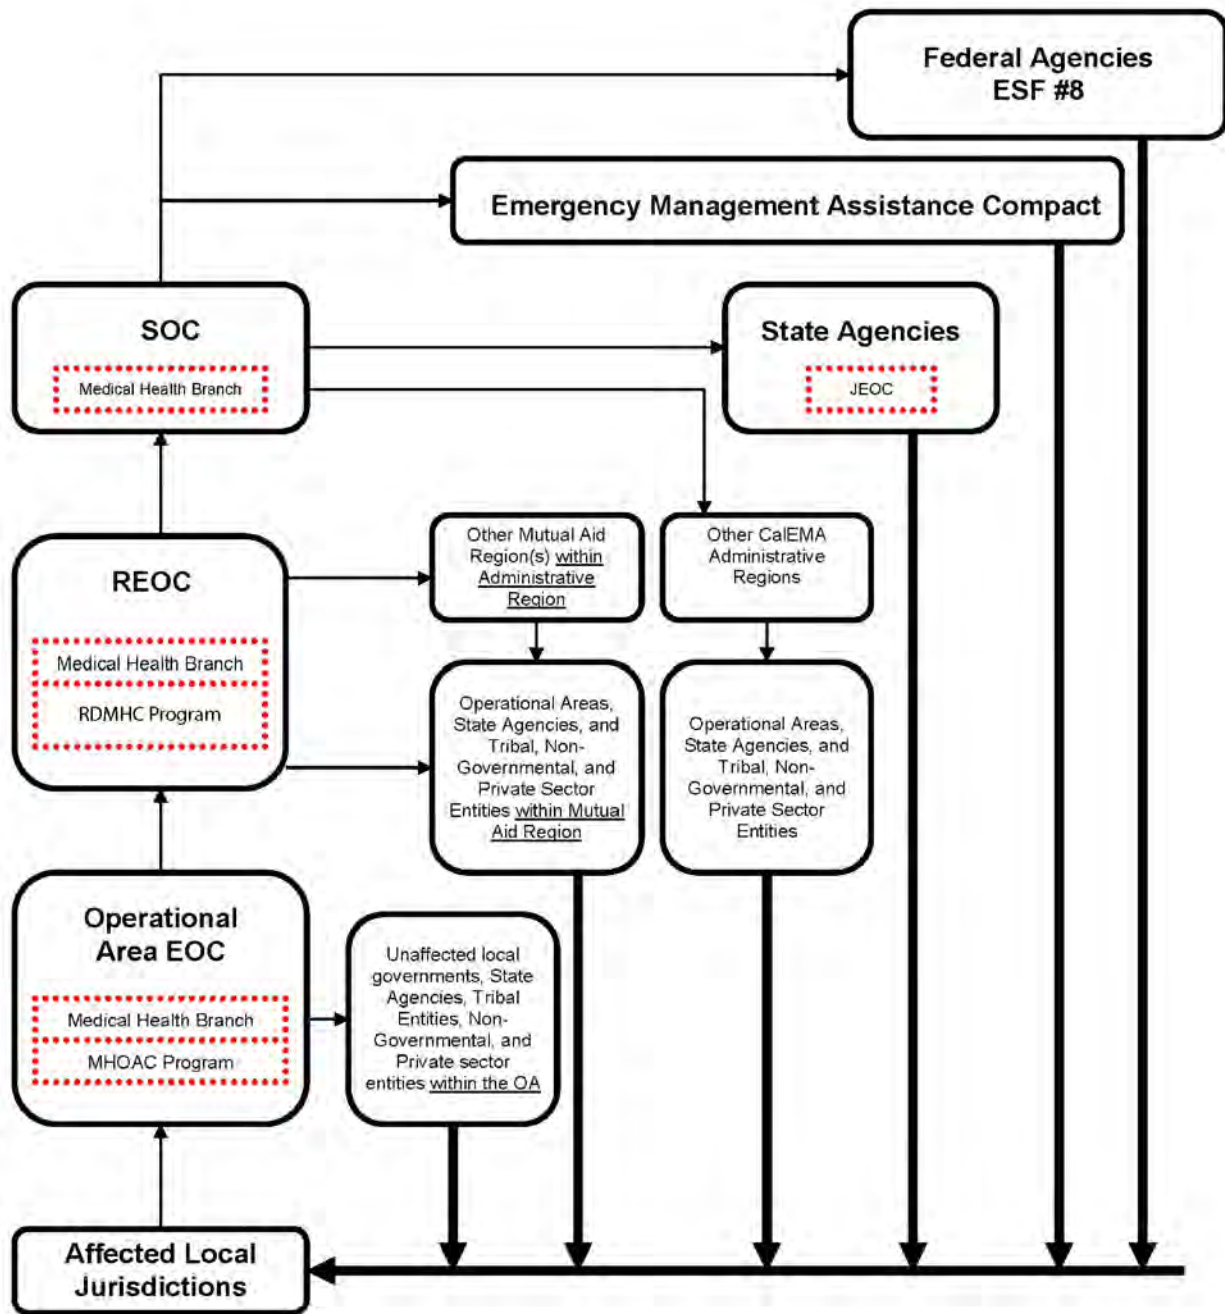 Federal Agencies
ESF #8
Emergency Management Assistance Compact
SOC
Medical Health Branch
State Agencies
JEOC
REOC
Medical Health Branch
RDMHC Program
Other Mutual Aid
Region(s) within
Administrative
Region
Other CalEMA
Administrative
Regions
Operational Areas,
State Agencies, and
Tribal, Non-
Governmental, and
Private Sector
Entities within Mutual
Aid Region
Operational Areas,
State Agencies, and
Tribal, Non-
Governmental, and
Private Sector
Entities
Operational
Area EOC
Medical Health Branch
MHOAC Program
Unaffected local
governments, State
Agencies, Tribal
Entities, Non-
Governmental, and
Private sector
entities within the OA
Affected Local
Jurisdictions